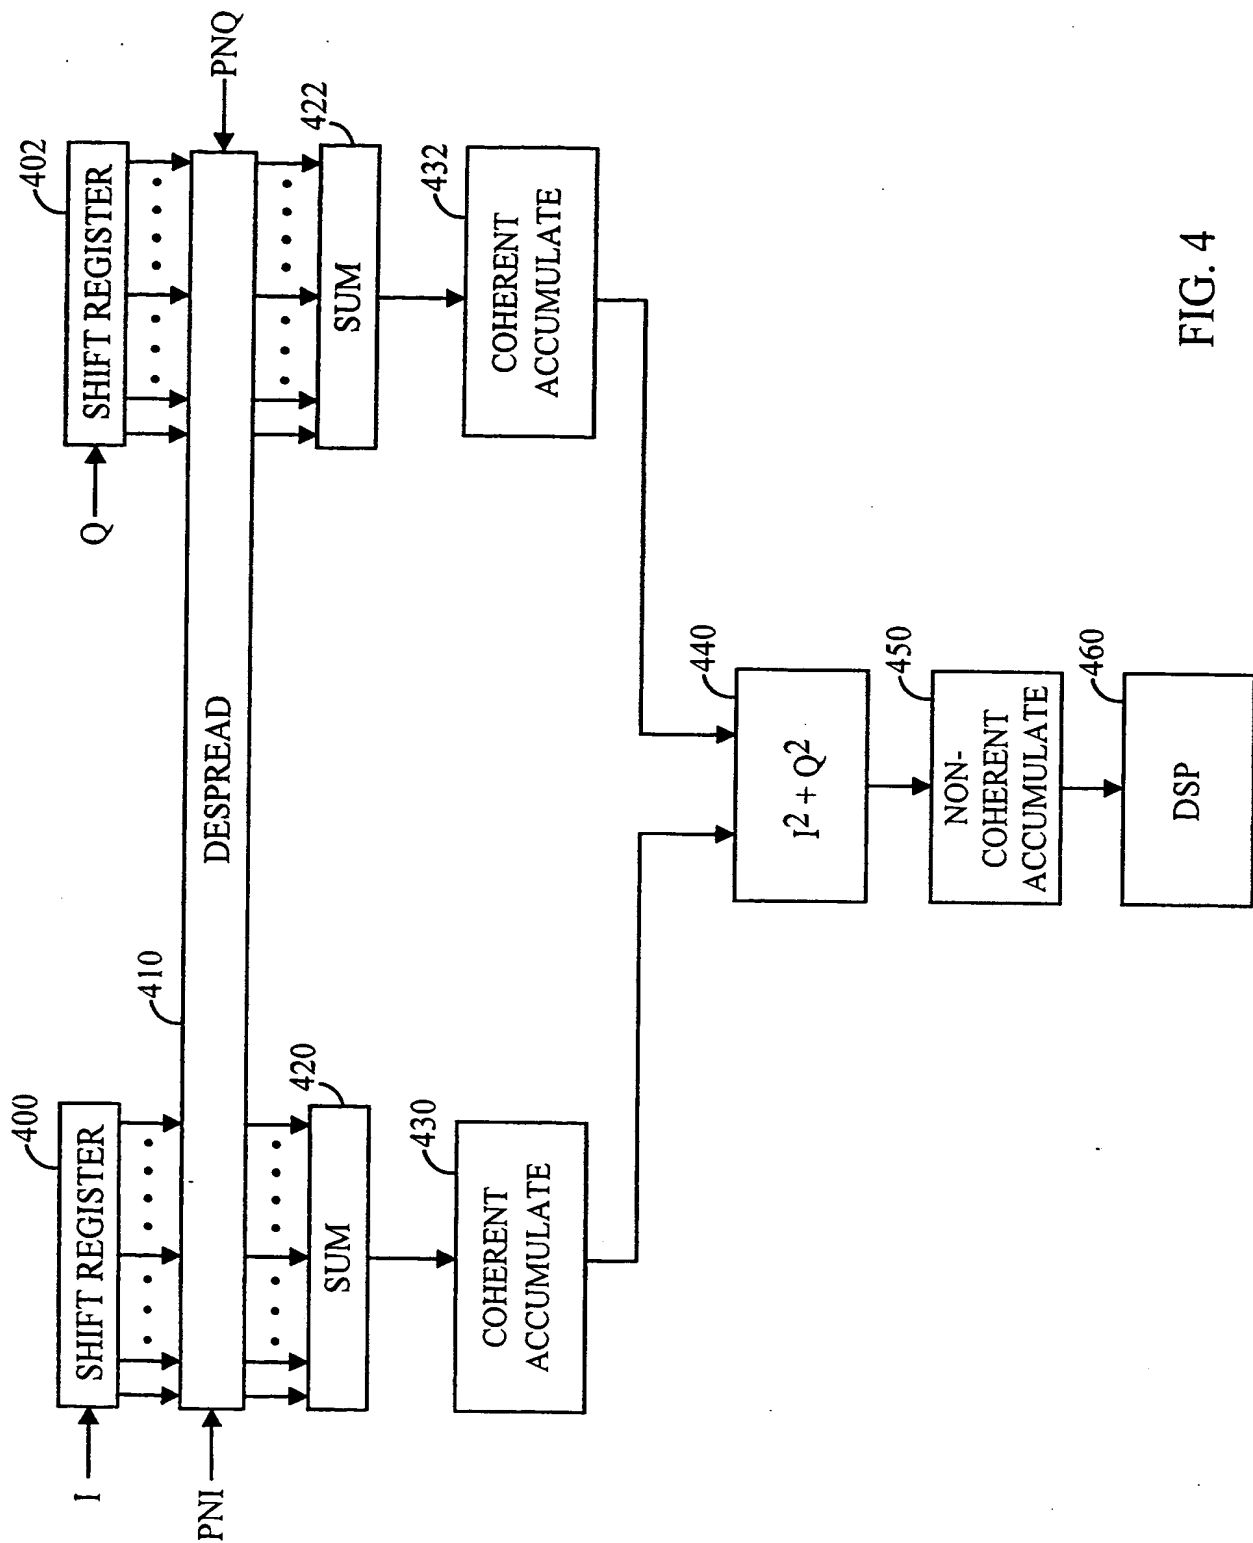 400
402
I
SHIFT REGISTER
Q
SHIFT REGISTER
410
PNI
DESPREAD
PNQ
420
422
SUM
SUM
430
432
COHERENT
ACCUMULATE
COHERENT
ACCUMULATE
440
I² + Q²
450
NON-
COHERENT
ACCUMULATE
460
DSP
FIG. 4